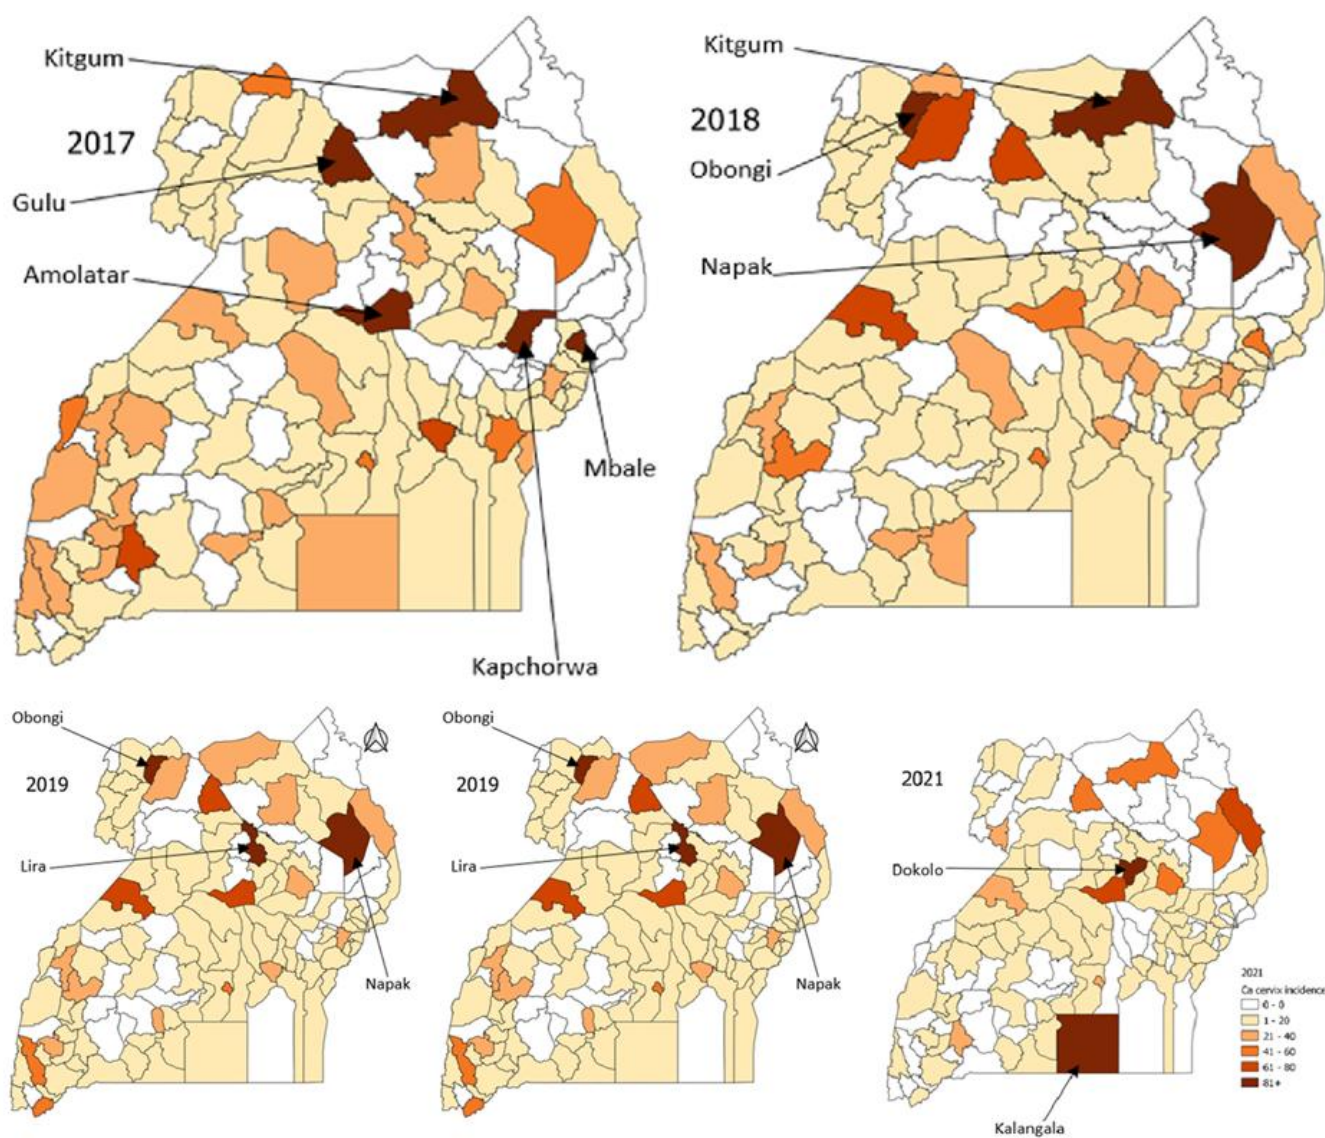 Kitgum
2017
Gulu
Amolatar
Mbale
Kapchorwa
Kitgum
2018
Obongi
Napak
Obongi
2019
Lira
Napak
Obongi
2019
Lira
Napak
2021
Dokolo
Kalangala
2021
Ca cervix incidence
0 - 0
1 - 20
21 - 40
41 - 60
61 - 80
81+